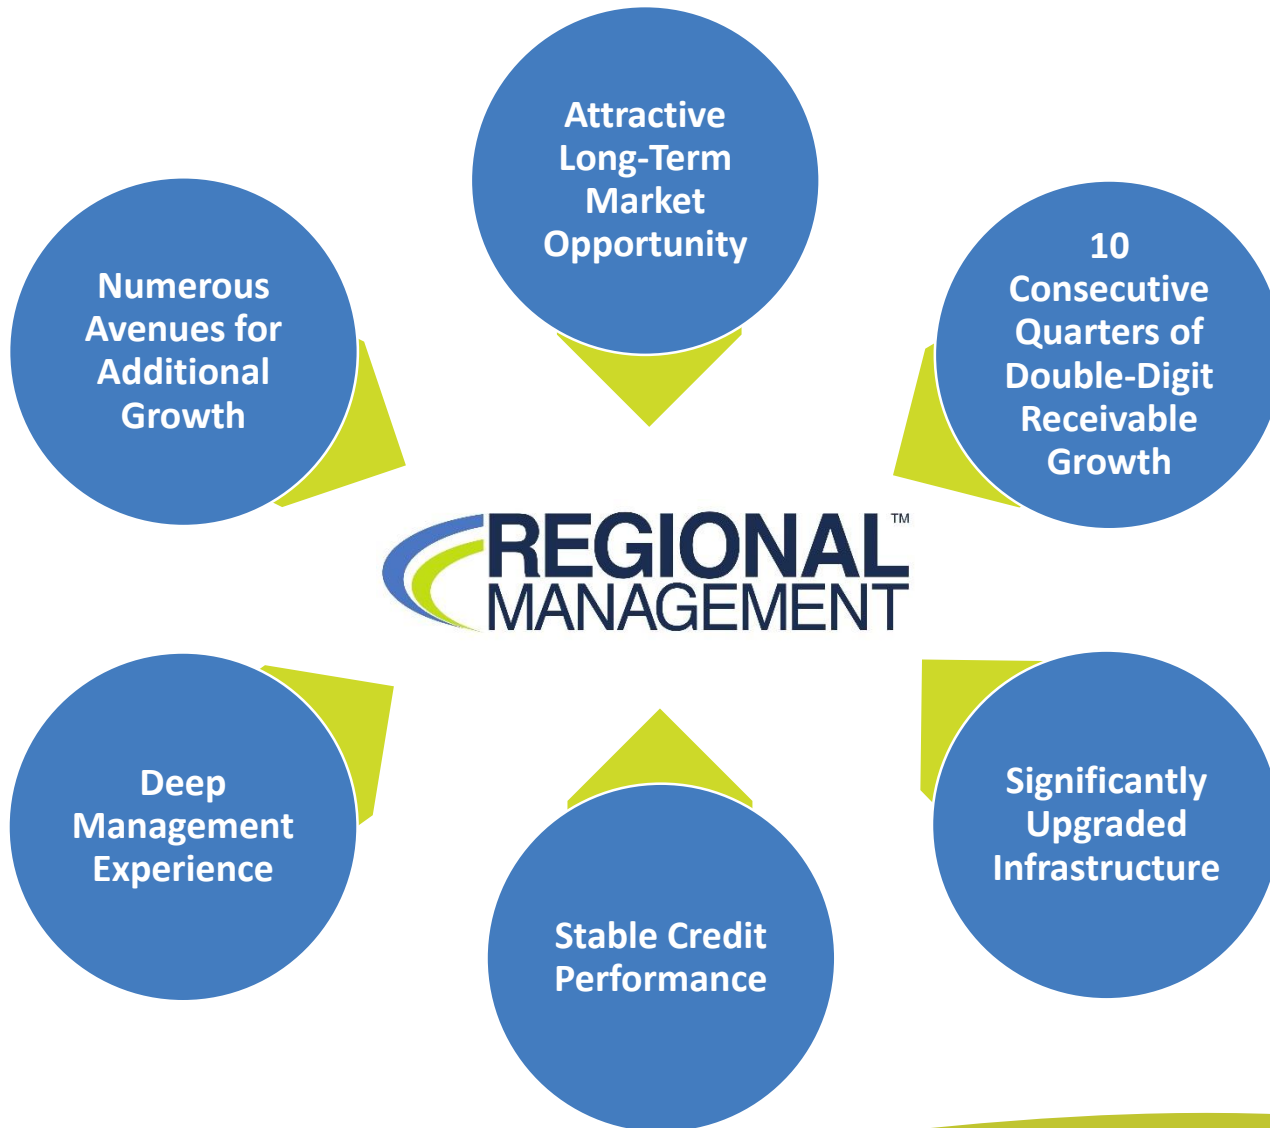 Attractive
Long-Term
Market
Opportunity
10
Consecutive
Quarters of
Double-Digit
Receivable
Growth
Significantly
Upgraded
Infrastructure
Stable Credit
Performance
Deep
Management
Experience
Numerous
Avenues for
Additional
Growth
REGIONAL™
MANAGEMENT